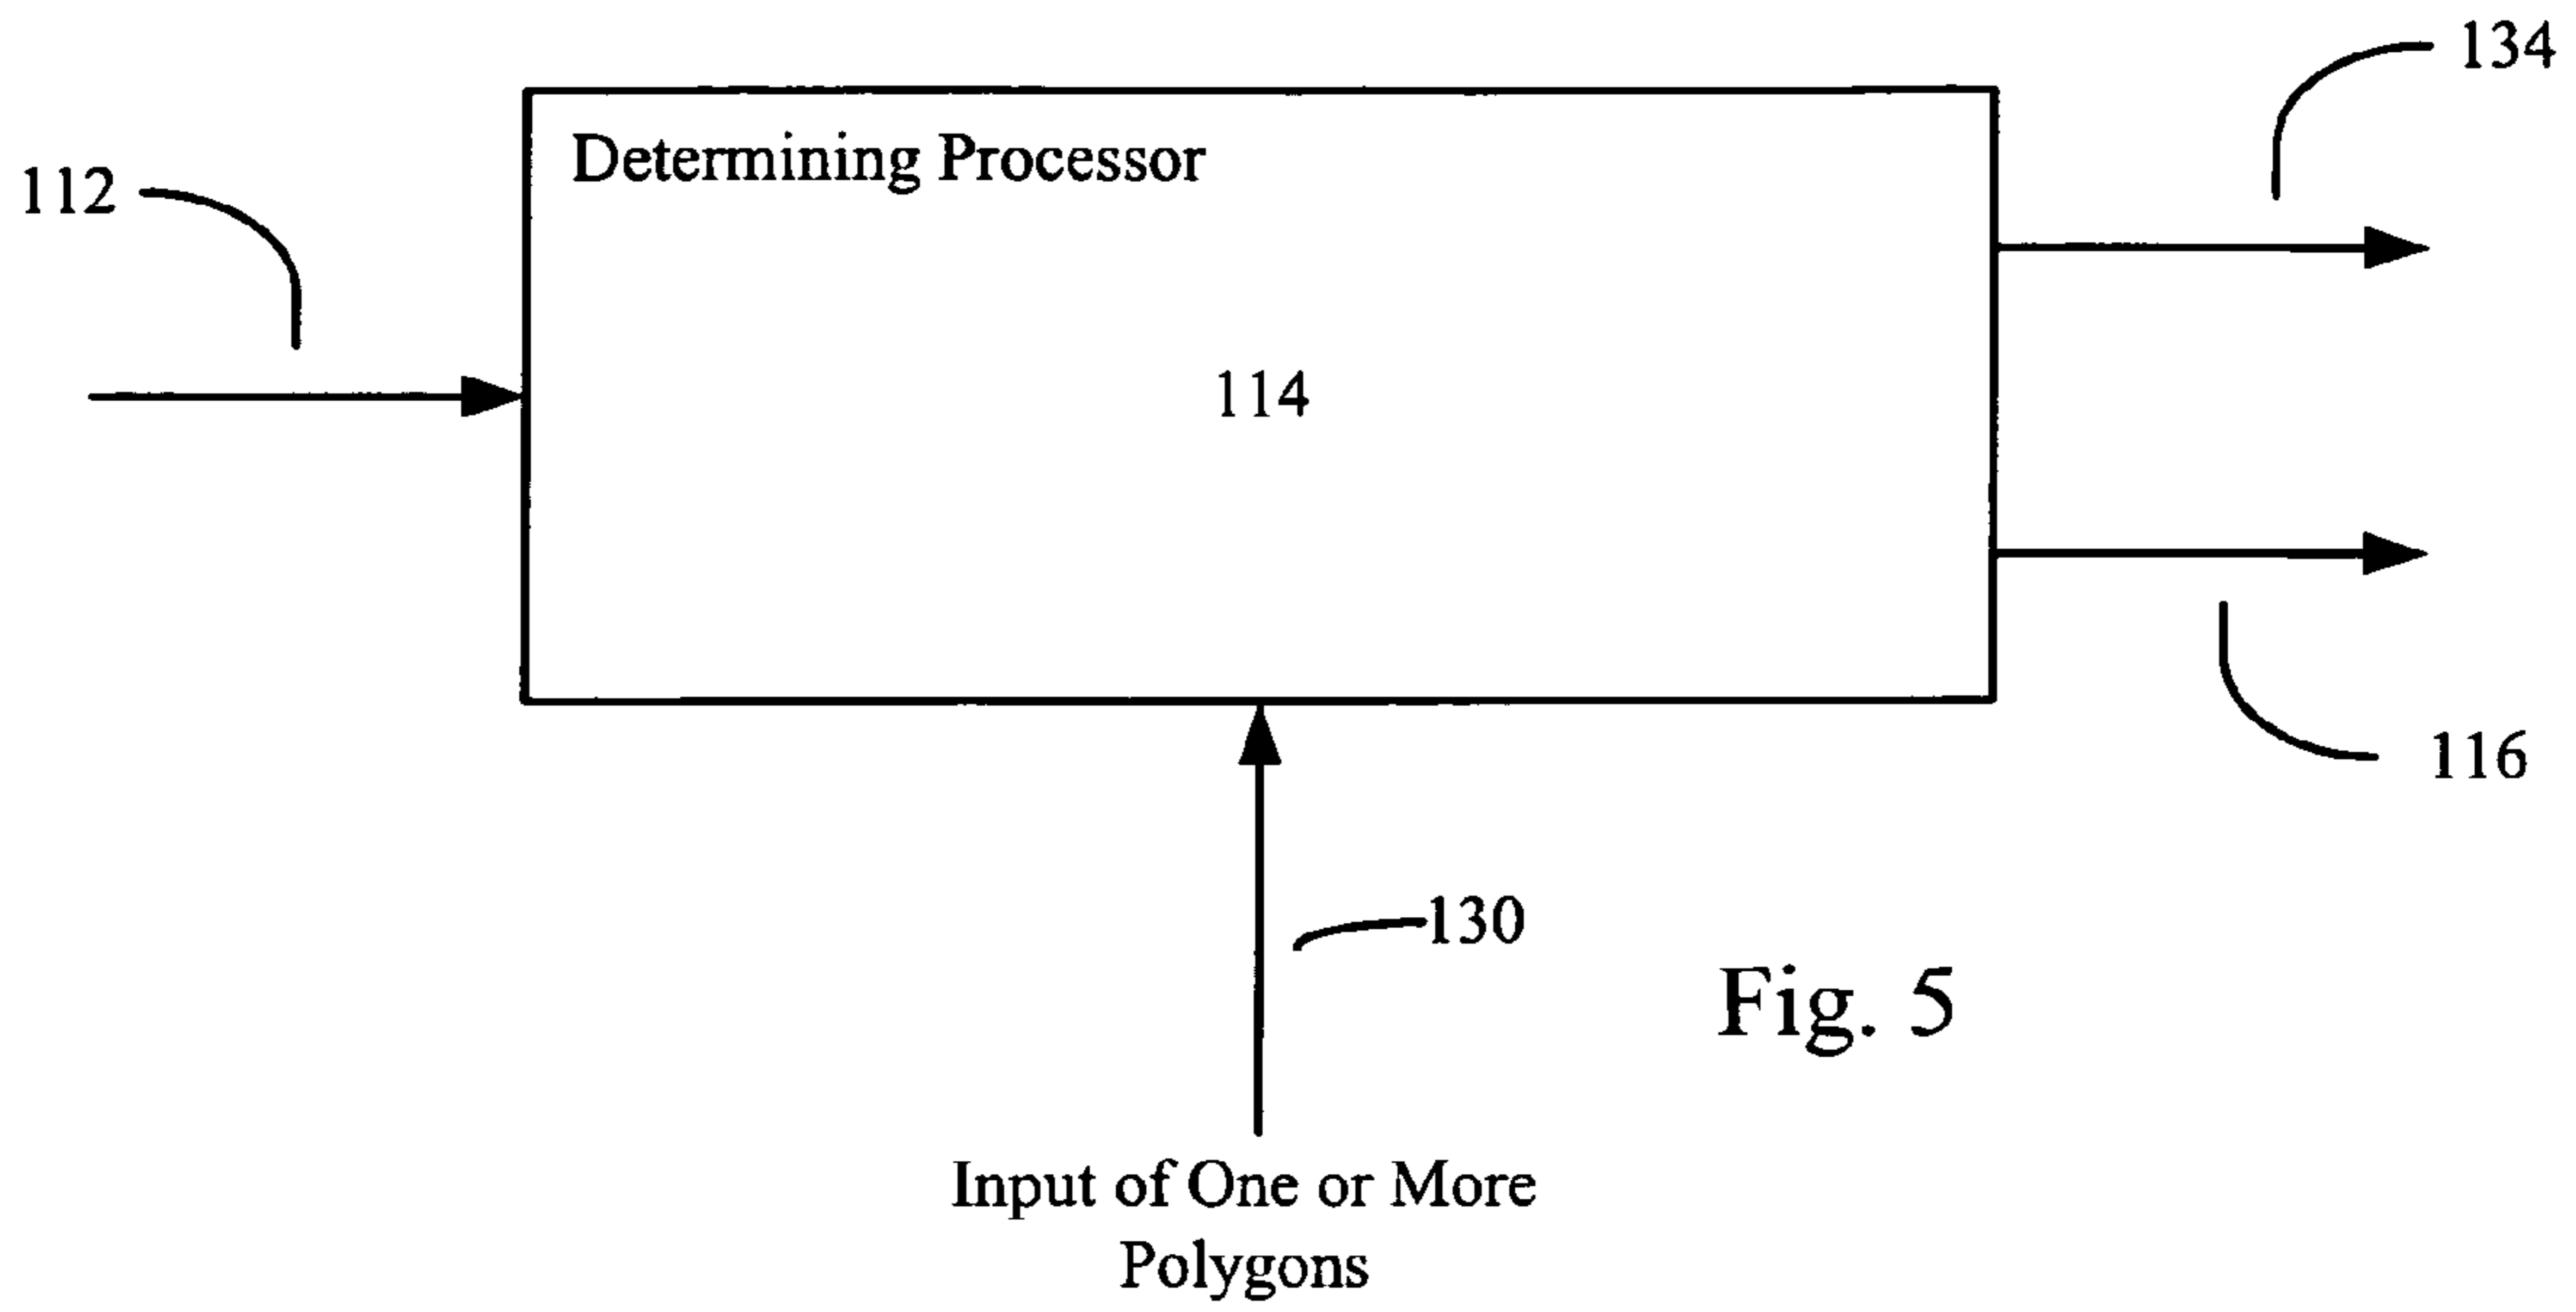 134
Determining Processor
112
114
116
130
Fig. 5
Input of One or More
Polygons